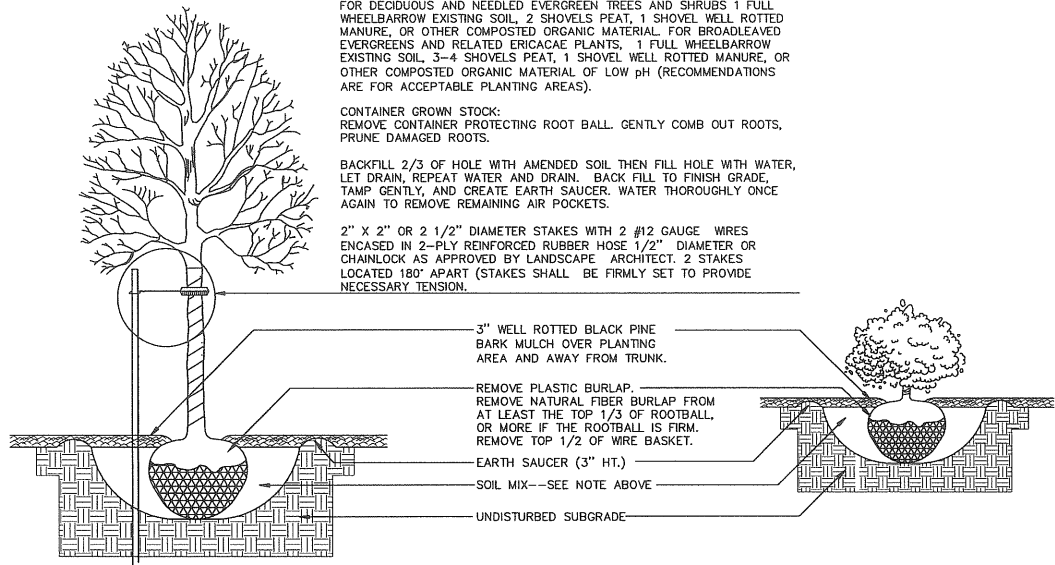 FOR DECIDUOUS AND NEEDLED EVERGREEN TREES AND SHRUBS 1 FULL
WHEELBARROW EXISTING SOIL, 2 SHOVELS PEAT, 1 SHOVEL WELL ROTTED
MANURE, OR OTHER COMPOSTED ORGANIC MATERIAL. FOR BROADLEAVED
EVERGREENS AND RELATED ERICACAE PLANTS, 1 FULL WHEELBARROW
EXISTING SOIL, 3-4 SHOVELS PEAT, 1 SHOVEL WELL ROTTED MANURE, OR
OTHER COMPOSTED ORGANIC MATERIAL OF LOW pH (RECOMMENDATIONS
ARE FOR ACCEPTABLE PLANTING AREAS).
CONTAINER GROWN STOCK:
REMOVE CONTAINER PROTECTING ROOT BALL. GENTLY COMB OUT ROOTS,
PRUNE DAMAGED ROOTS.
BACKFILL 2/3 OF HOLE WITH AMENDED SOIL THEN FILL HOLE WITH WATER,
LET DRAIN, REPEAT WATER AND DRAIN. BACK FILL TO FINISH GRADE,
TAMP GENTLY, AND CREATE EARTH SAUCER. WATER THOROUGHLY ONCE
AGAIN TO REMOVE REMAINING AIR POCKETS.
2" X 2" OR 2 1/2" DIAMETER STAKES WITH 2 #12 GAUGE WIRES
ENCASED IN 2-PLY REINFORCED RUBBER HOSE 1/2" DIAMETER OR
CHAINLOCK AS APPROVED BY LANDSCAPE ARCHITECT. 2 STAKES
LOCATED 180° APART (STAKES SHALL BE FIRMLY SET TO PROVIDE
NECESSARY TENSION.
3" WELL ROTTED BLACK PINE
BARK MULCH OVER PLANTING
AREA AND AWAY FROM TRUNK.
REMOVE PLASTIC BURLAP.
REMOVE NATURAL FIBER BURLAP FROM
AT LEAST THE TOP 1/3 OF ROOTBALL,
OR MORE IF THE ROOTBALL IS FIRM.
REMOVE TOP 1/2 OF WIRE BASKET.
EARTH SAUCER (3" HT.)
SOIL MIX--SEE NOTE ABOVE
UNDISTURBED SUBGRADE